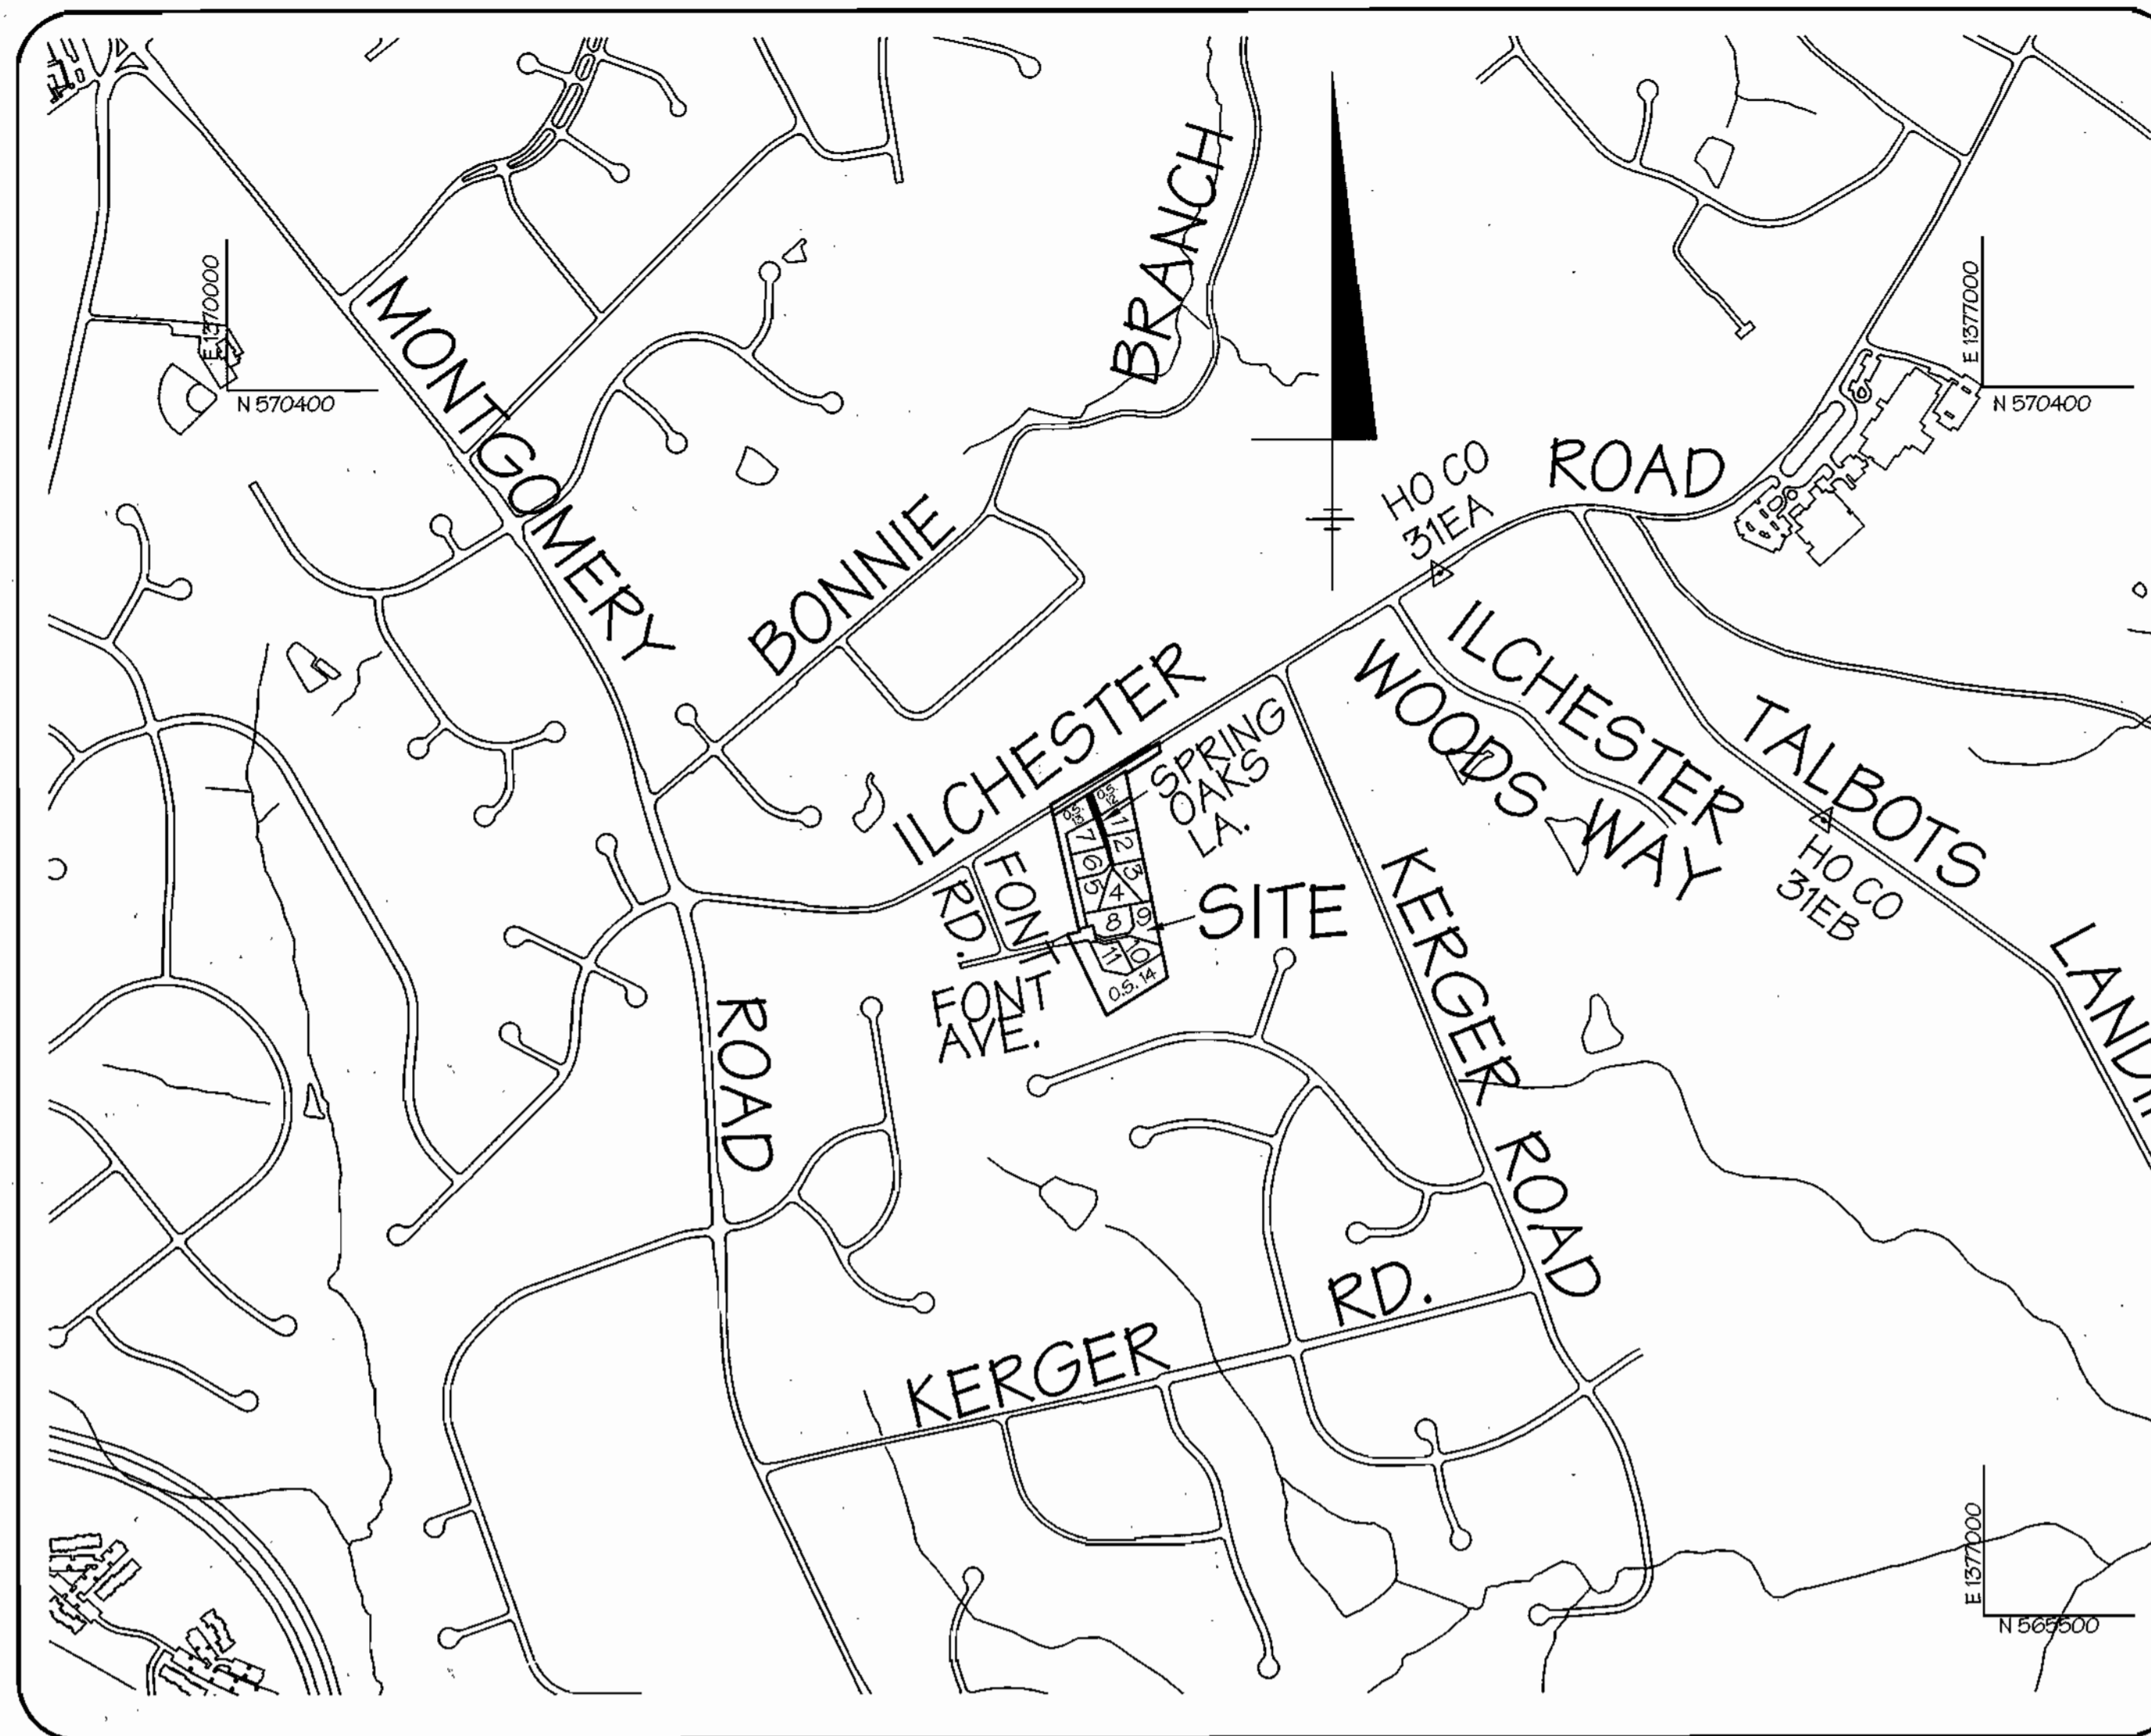 BRANCH
E 1370000
N 570400
MONTGOMERY
E 1377000
N 570400
HO CO
31EA
ROAD
BONNIE
ILCHESTER
WOODS WAY
ILCHESTER
TALBOTS
SPRING
OAKS
LA.
O.S.
13
O.S.
12
1
2
3
4
5
6
7
8
9
10
11
O.S. 14
SITE
FONT
RD.
FONT
AVE.
HO CO
31EB
KERGER ROAD
ROAD
KERGER RD.
E 1377000
N 565500